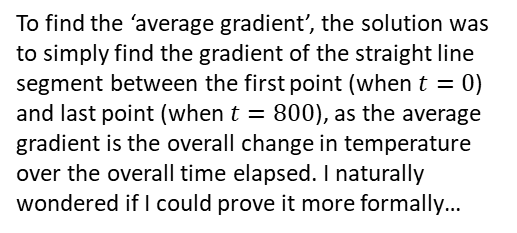 To find the ‘average gradient’, the solution was
to simply find the gradient of the straight line
segment between the first point (when 𝑡 = 0)
and last point (when 𝑡 = 800), as the average
gradient is the overall change in temperature
over the overall time elapsed. I naturally
wondered if I could prove it more formally…